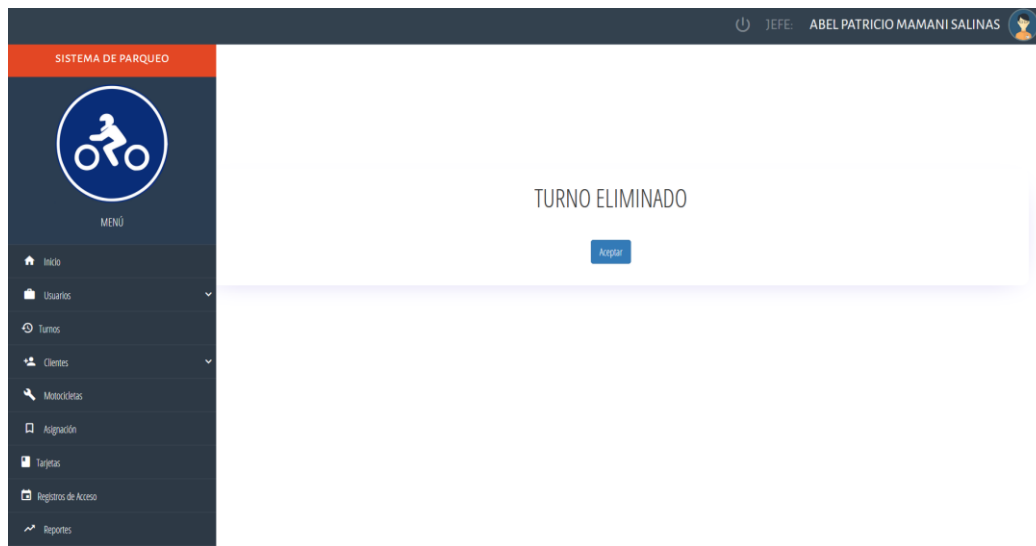 JEFE: ABEL PATRICIO MAMANI SALINAS
SISTEMA DE PARQUEO
MENÚ
Inicio
Usuarios
Turnos
Clientes
Motocicletas
Asignación
Tarjetas
Registros de Acceso
Reportes
TURNO ELIMINADO
Aceptar